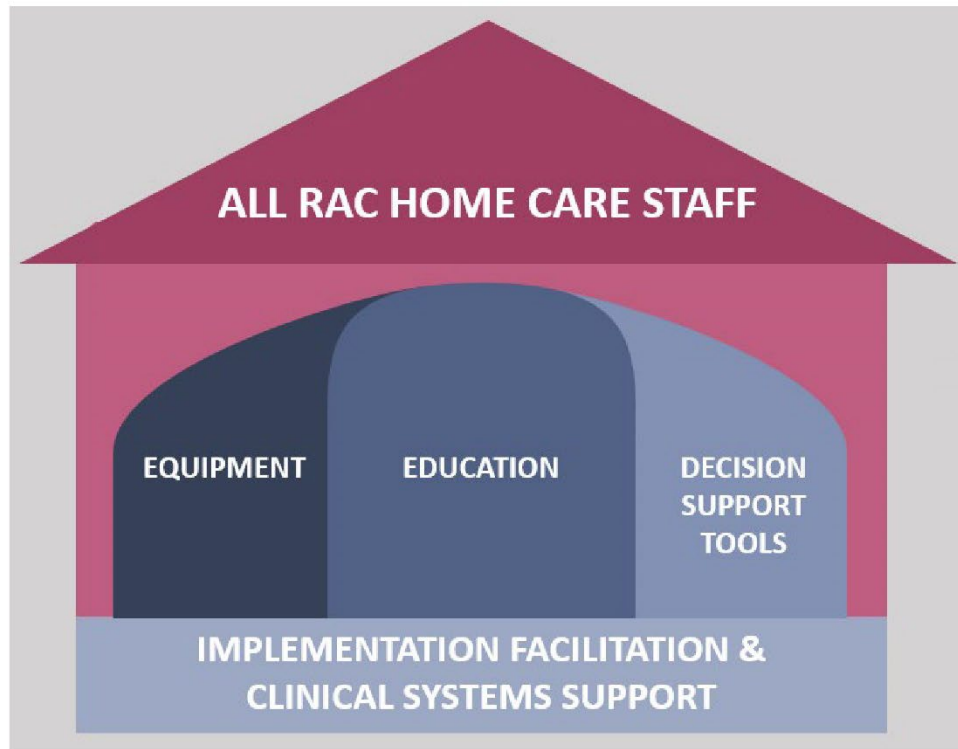 ALL RAC HOME CARE STAFF
EQUIPMENT
EDUCATION
DECISION
SUPPORT
TOOLS
IMPLEMENTATION FACILITATION &
CLINICAL SYSTEMS SUPPORT